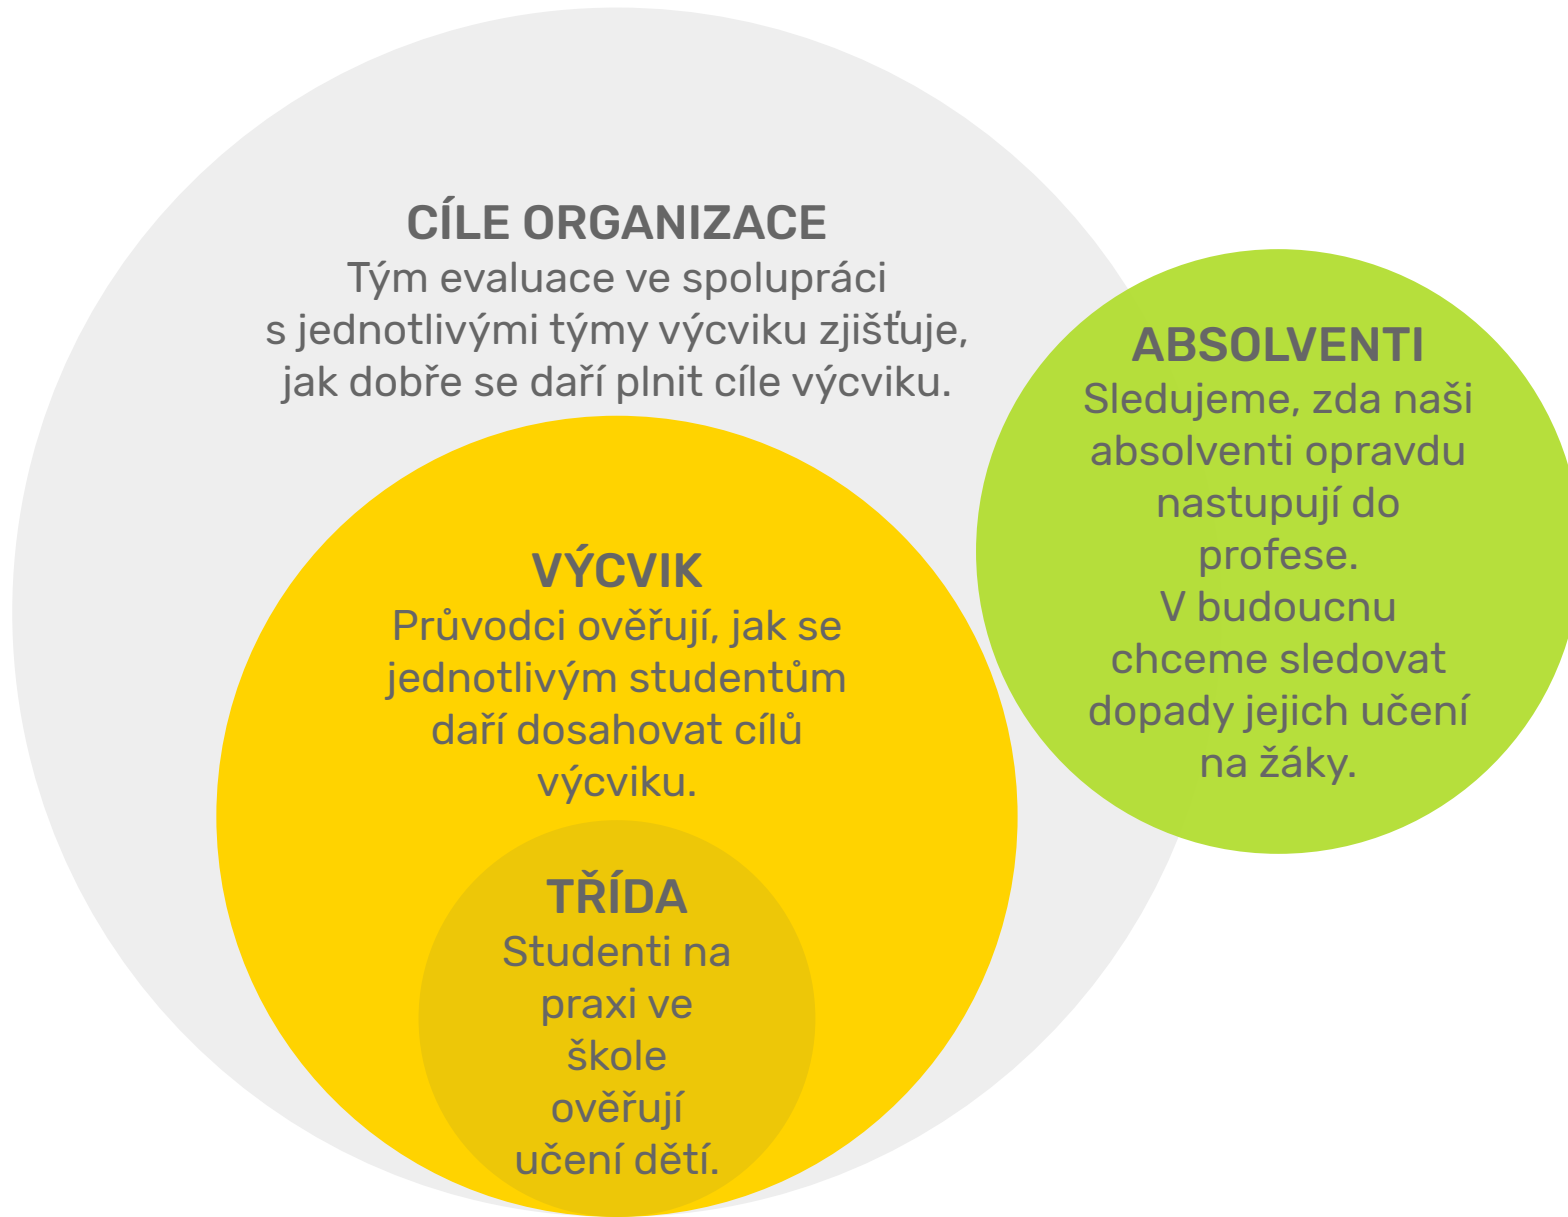 CÍLE ORGANIZACE
Tým evaluace ve spolupráci
s jednotlivými týmy výcviku zjišťuje,
jak dobře se daří plnit cíle výcviku.
ABSOLVENTI
Sledujeme, zda naši
absolventi opravdu
nastupují do
profese.
V budoucnu
chceme sledovat
dopady jejich učení
na žáky.
VÝCVIK
Průvodci ověřují, jak se
jednotlivým studentům
daří dosahovat cílů
výcviku.
TŘÍDA
Studenti na
praxi ve
škole
ověřují
učení dětí.